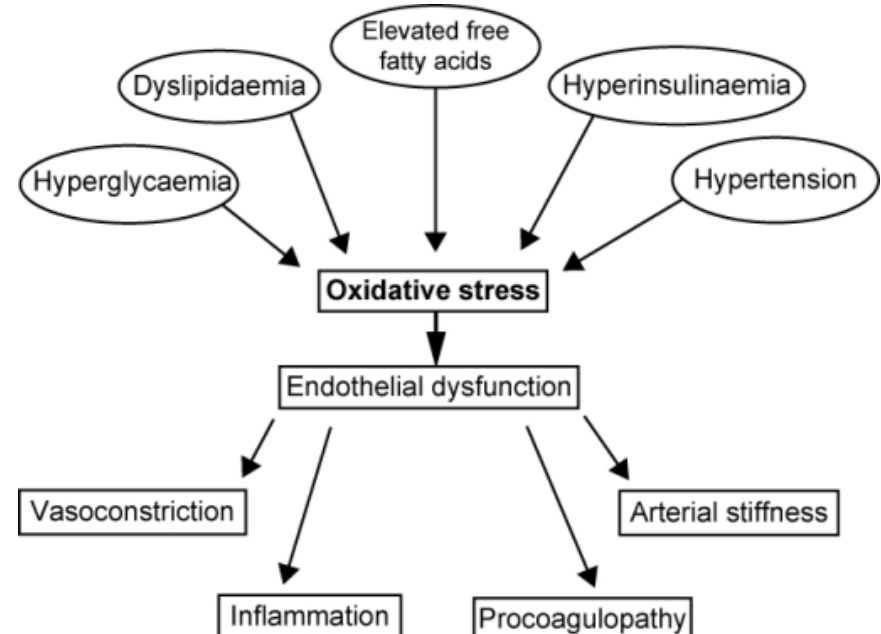 Elevated free
fatty acids
Dyslipidaemia
Hyperinsulinaemia
Hyperglycaemia
Hypertension
Oxidative stress
Endothelial dysfunction
Vasoconstriction
Arterial stiffness
Inflammation
Procoagulopathy